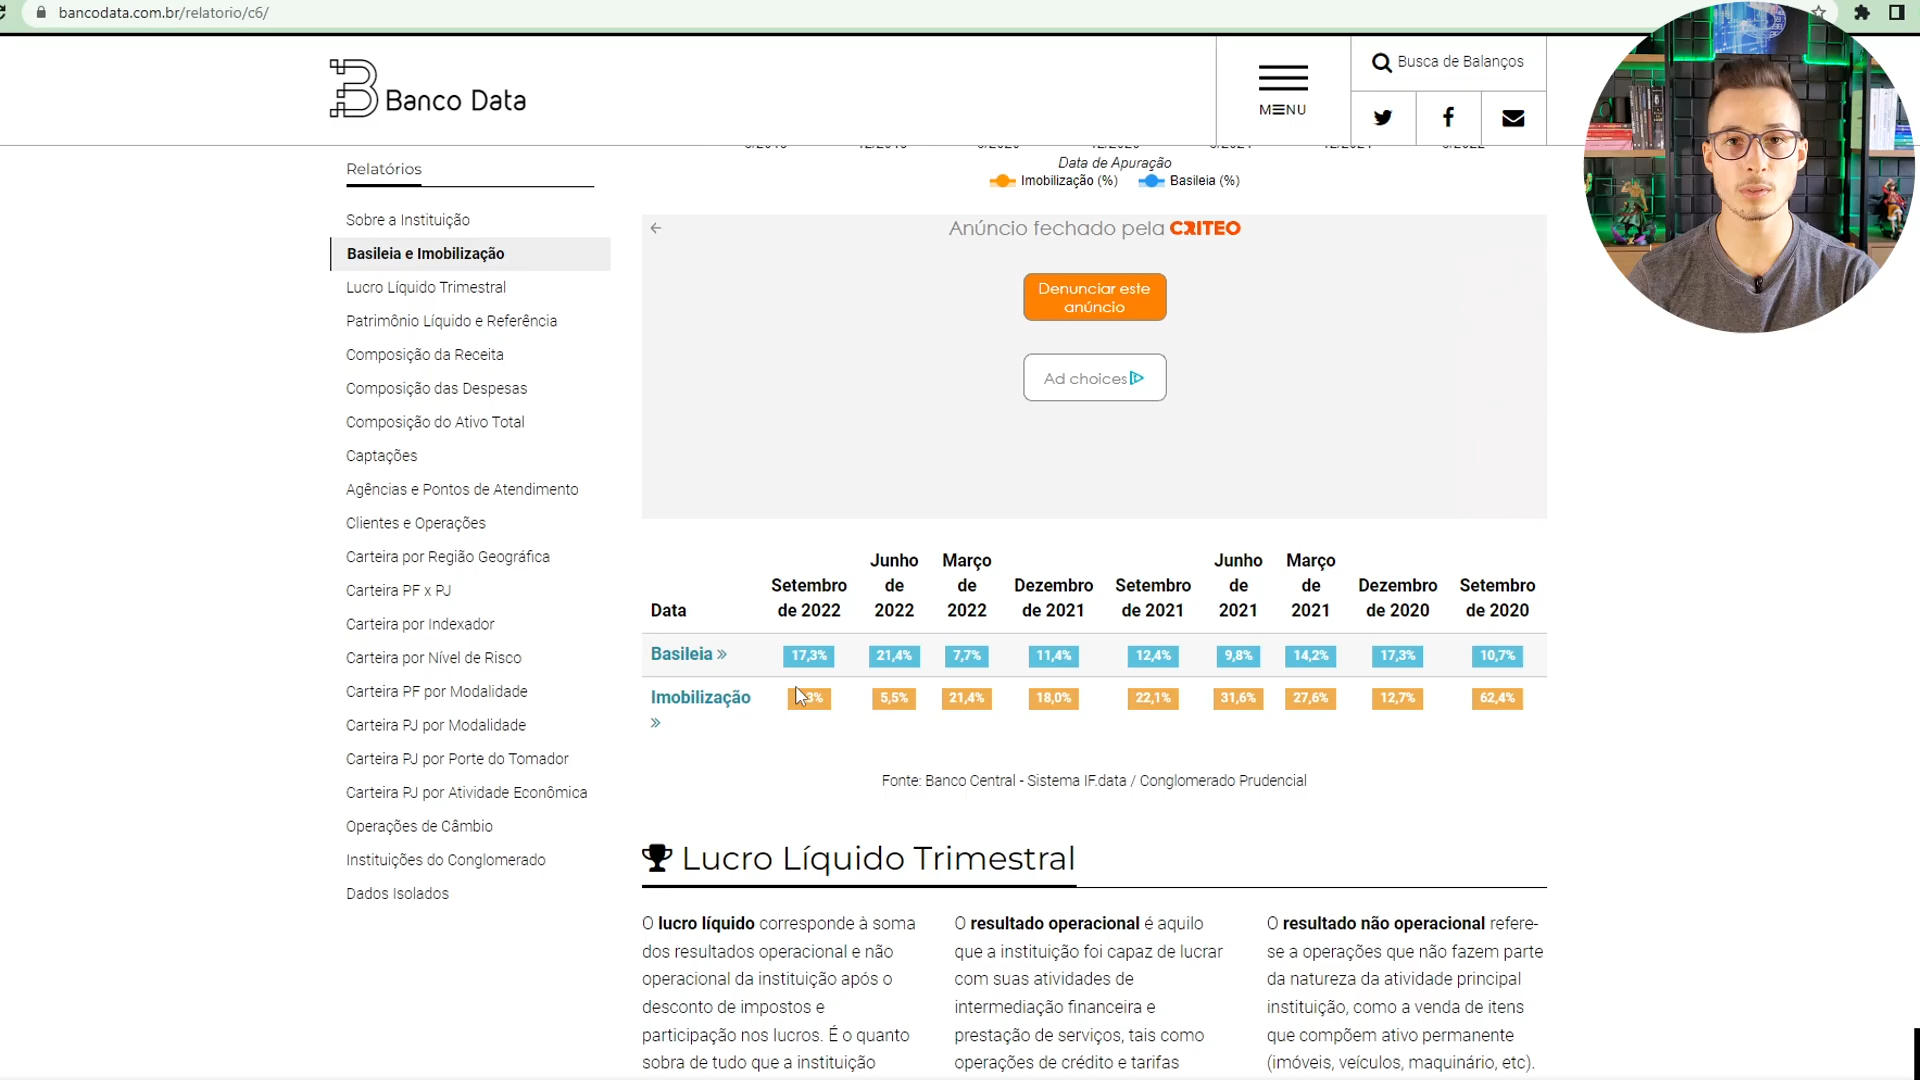 bancodata.com.br/relatorio/c6/
Banco Data
MENU
Busca de Balanços
Relatórios
Sobre a Instituição
Basileia e Imobilização
Lucro Líquido Trimestral
Patrimônio Líquido e Referência
Composição da Receita
Composição das Despesas
Composição do Ativo Total
Captações
Agências e Pontos de Atendimento
Clientes e Operações
Carteira por Região Geográfica
Carteira PF x PJ
Carteira por Indexador
Carteira por Nível de Risco
Carteira PF por Modalidade
Carteira PJ por Modalidade
Carteira PJ por Porte do Tomador
Carteira PJ por Atividade Econômica
Operações de Câmbio
Instituições do Conglomerado
Dados Isolados
Data de Apuração
Imobilização (%) Basileia (%)
Anúncio fechado pela CRITEO
Denunciar este
anúncio
Ad choices
Junho Março Junho Março
Setembro de de Dezembro Setembro de de Dezembro Setembro
Data de 2022 2022 2022 de 2021 de 2021 2021 2021 de 2020 de 2020
Basileia » 17,3% 21,4% 7,7% 11,4% 12,4% 9,8% 14,2% 17,3% 10,7%
Imobilização 5,5% 21,4% 18,0% 22,1% 31,6% 27,6% 12,7% 62,4%
»
Fonte: Banco Central - Sistema IF.data / Conglomerado Prudencial
Lucro Líquido Trimestral
O lucro líquido corresponde à soma
dos resultados operacional e não
operacional da instituição após o
desconto de impostos e
participação nos lucros. É o quanto
sobra de tudo que a instituição
O resultado operacional é aquilo
que a instituição foi capaz de lucrar
com suas atividades de
intermediação financeira e
prestação de serviços, tais como
operações de crédito e tarifas
O resultado não operacional refere-
se a operações que não fazem parte
da natureza da atividade principal
instituição, como a venda de itens
que compõem ativo permanente
(imóveis, veículos, maquinário, etc).